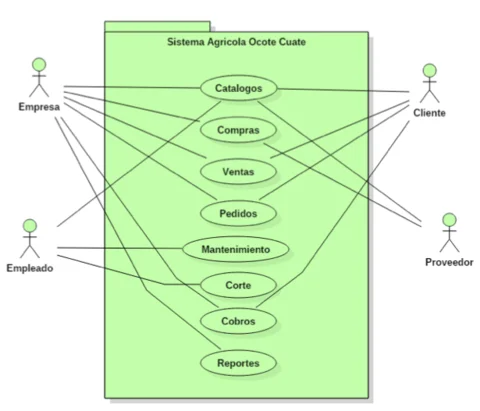 Sistema Agricola Ocote Cuate
Empresa
Cliente
Catalogos
Compras
Ventas
Pedidos
Empleado
Mantenimiento
Proveedor
Corte
Cobros
Reportes